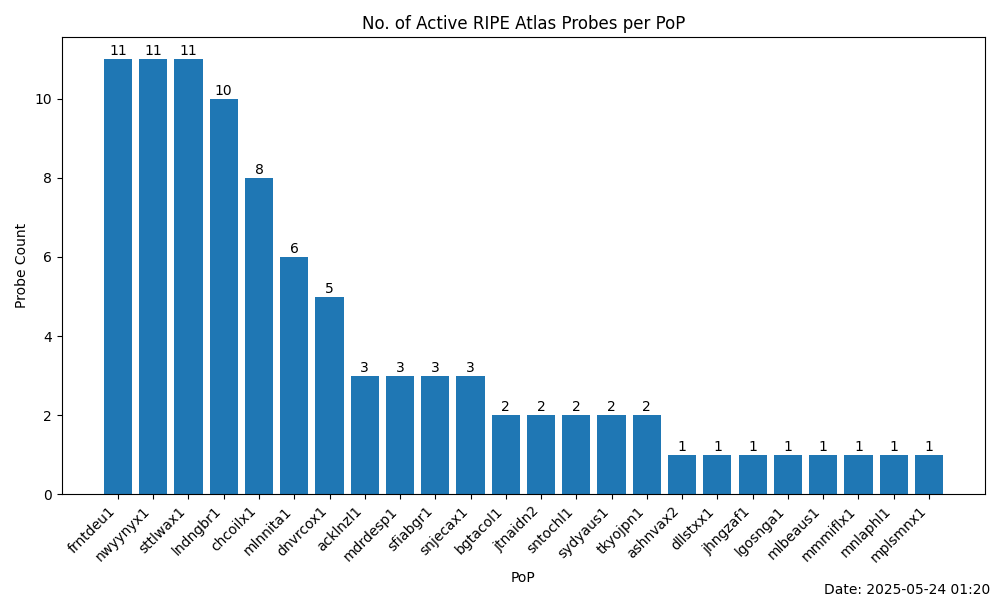 No. of Active RIPE Atlas Probes per PoP
11
11
11
10
8
6
5
3
3
3
3
2
2
2
2
2
1
1
1
1
1
1
1
1
Probe Count
10
8
6
4
2
0
frntdeu1
nwyynyx1
sttlwax1
lndngbr1
chcoilx1
mlnnita1
dnvrcox1
acklnzl1
mdrdesp1
sfiabgr1
snjecax1
bgtacol1
jtnaidn2
sntochl1
sydyaus1
tkyojpn1
ashnvax2
dllstxx1
jhngzaf1
lgosnga1
mlbeaus1
mmmiflx1
mnlaphl1
mplsmnx1
PoP
Date: 2025-05-24 01:20